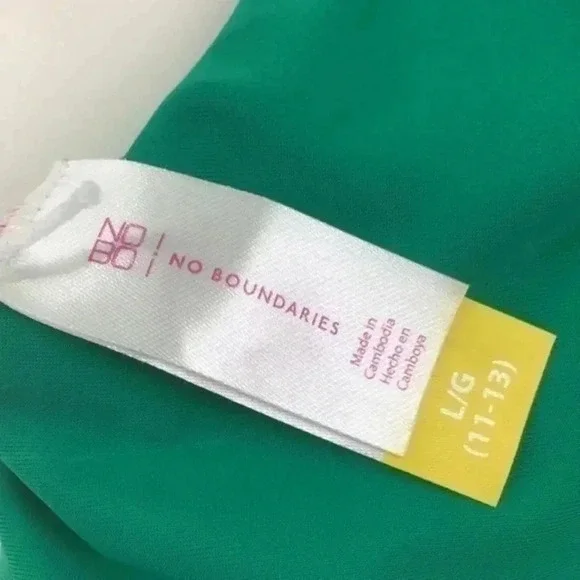 NO
BO
NO BOUNDARIES
Made in
Cambodia
Hecho en
Camboya
L/G
(11-13)